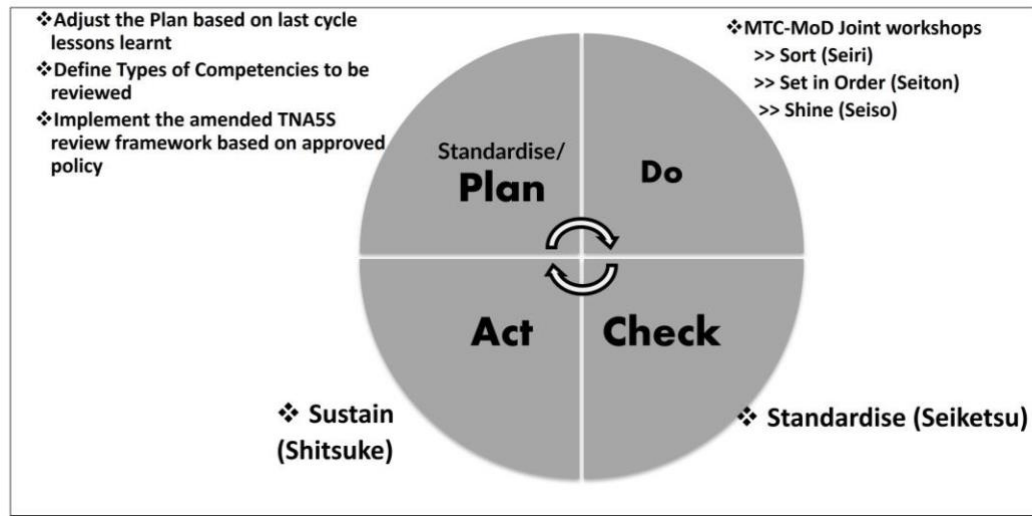 ❖Adjust the Plan based on last cycle
lessons learnt
❖Define Types of Competencies to be
reviewed
❖Implement the amended TNA5S
review framework based on approved
policy
❖MTC-MoD Joint workshops
>> Sort (Seiri)
>> Set in Order (Seiton)
>> Shine (Seiso)
Standardise/
Plan
Do
Act
Check
❖ Sustain
(Shitsuke)
❖ Standardise (Seiketsu)